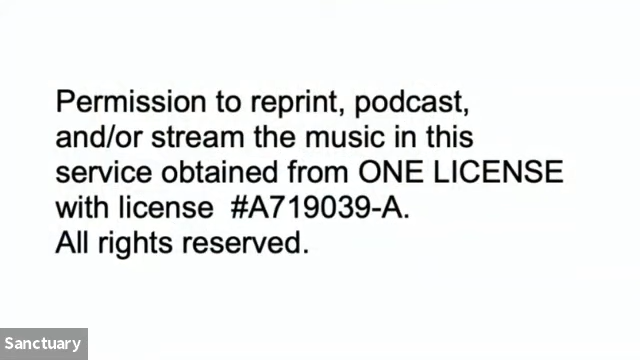 Permission to reprint, podcast,
and/or stream the music in this
service obtained from ONE LICENSE
with license  #A719039-A.
All rights reserved.
Sanctuary